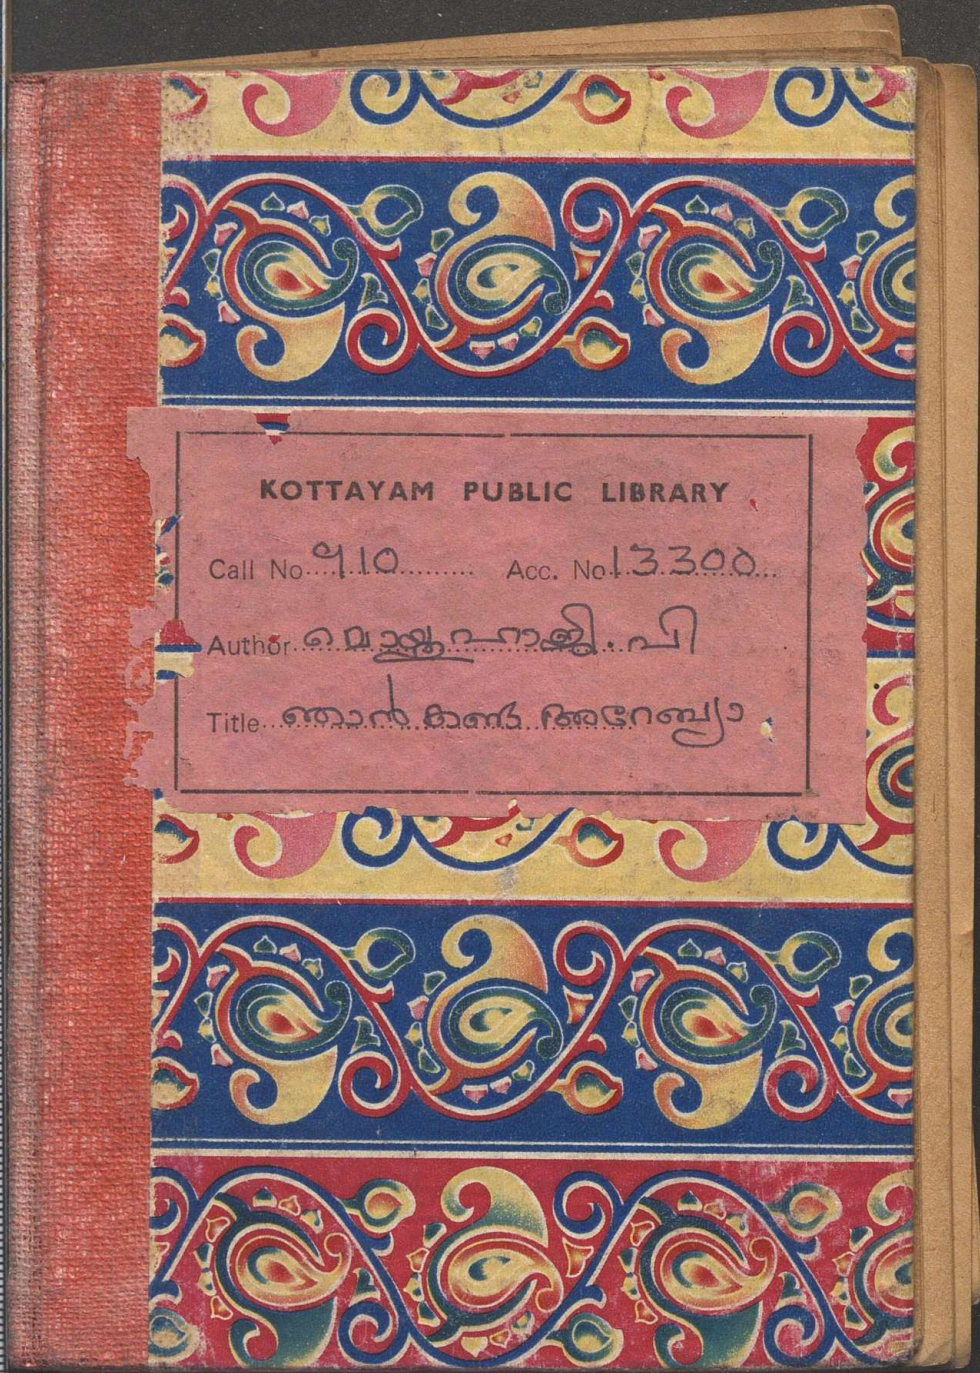 KOTTAYAM PUBLIC LIBRARY
Call No 910 Acc. No 13300
Author മൊയ്തു ഹാജി. പി
Title ഞാൻ കണ്ട അറേബ്യാ